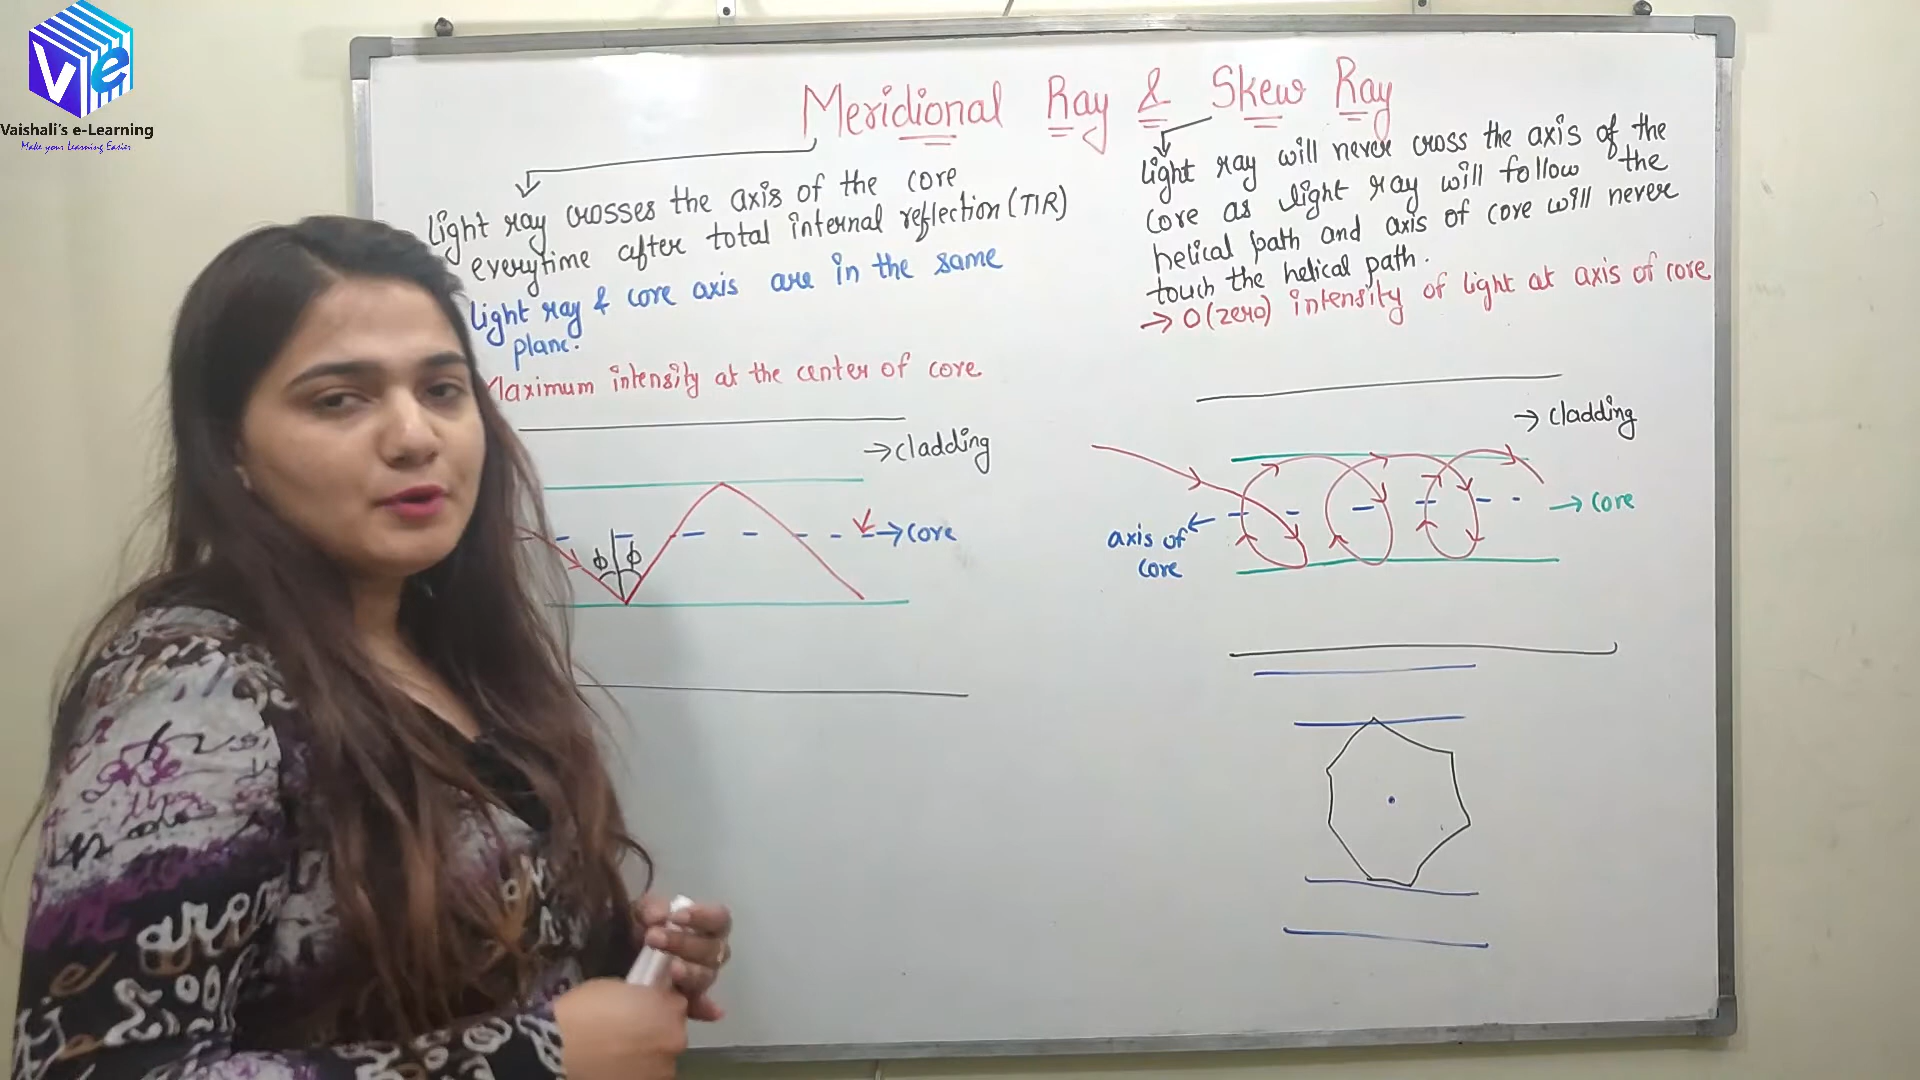 Vaishali's e-Learning
Make your Learning Easier
Meridional Ray & Skew Ray
light ray crosses the axis of the core
everytime after total internal reflection (TIR)
light ray & core axis are in the same
plane.
Maximum intensity at the center of core
→ cladding
→ core
ϕ ϕ
light ray will never cross the axis of the
core as light ray will follow the
helical path and axis of core will never
touch the helical path.
→ 0 (zero) intensity of light at axis of core
→ cladding
→ core
axis of
core